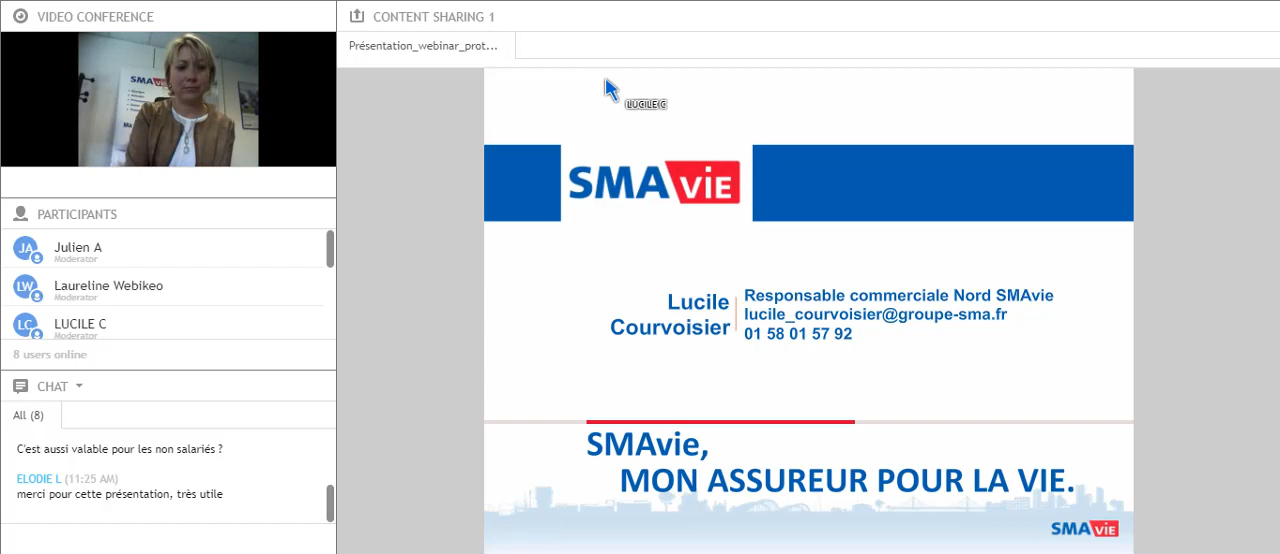 VIDEO CONFERENCE
SMAvie
PARTICIPANTS
JA
Julien A
Moderator
LW
Laureline Webikeo
Moderator
LC
LUCILE C
Moderator
8 users online
CHAT
All (8)
C'est aussi valable pour les non salariés ?
ELODIE L (11:25 AM)
merci pour cette présentation, très utile
CONTENT SHARING 1
Présentation_webinar_prot...
LUCILE C
SMAvie
Lucile
Courvoisier
Responsable commerciale Nord SMAvie
lucile_courvoisier@groupe-sma.fr
01 58 01 57 92
SMAvie,
MON ASSUREUR POUR LA VIE.
SMAvie